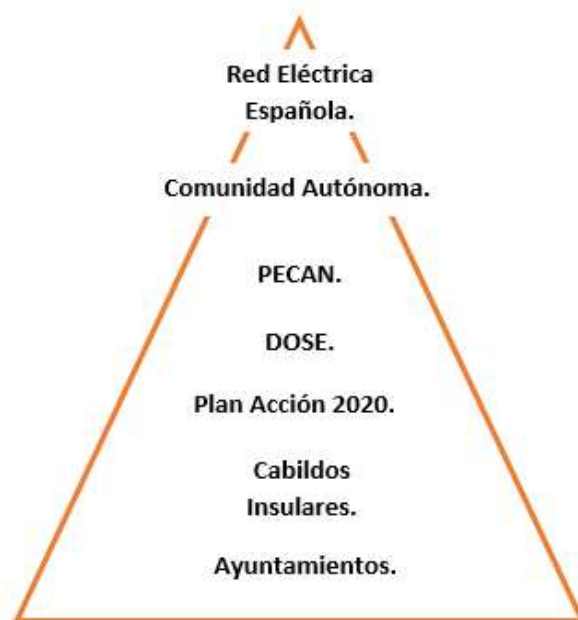 Red Eléctrica
Española.
Comunidad Autónoma.
PECAN.
DOSE.
Plan Acción 2020.
Cabildos
Insulares.
Ayuntamientos.